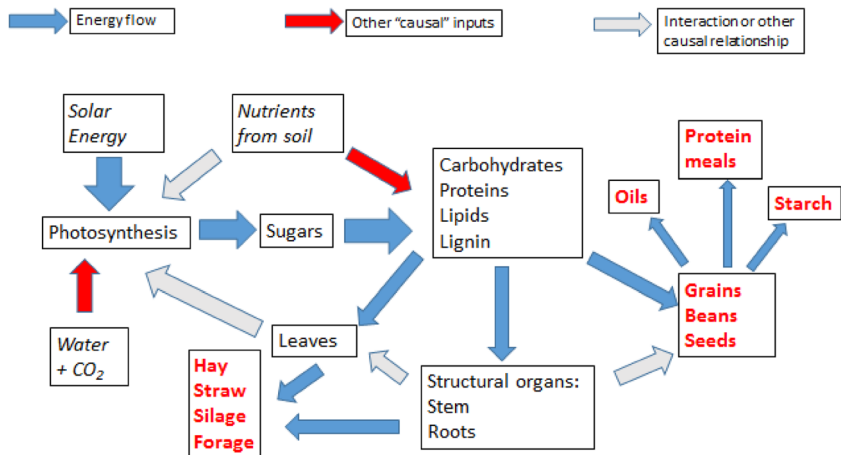 Energy flow
Other “causal” inputs
Interaction or other
causal relationship
Solar
Energy
Nutrients
from soil
Carbohydrates
Proteins
Lipids
Lignin
Protein
meals
Oils
Starch
Photosynthesis
Sugars
Grains
Beans
Seeds
Water
+ CO₂
Leaves
Hay
Straw
Silage
Forage
Structural organs:
Stem
Roots